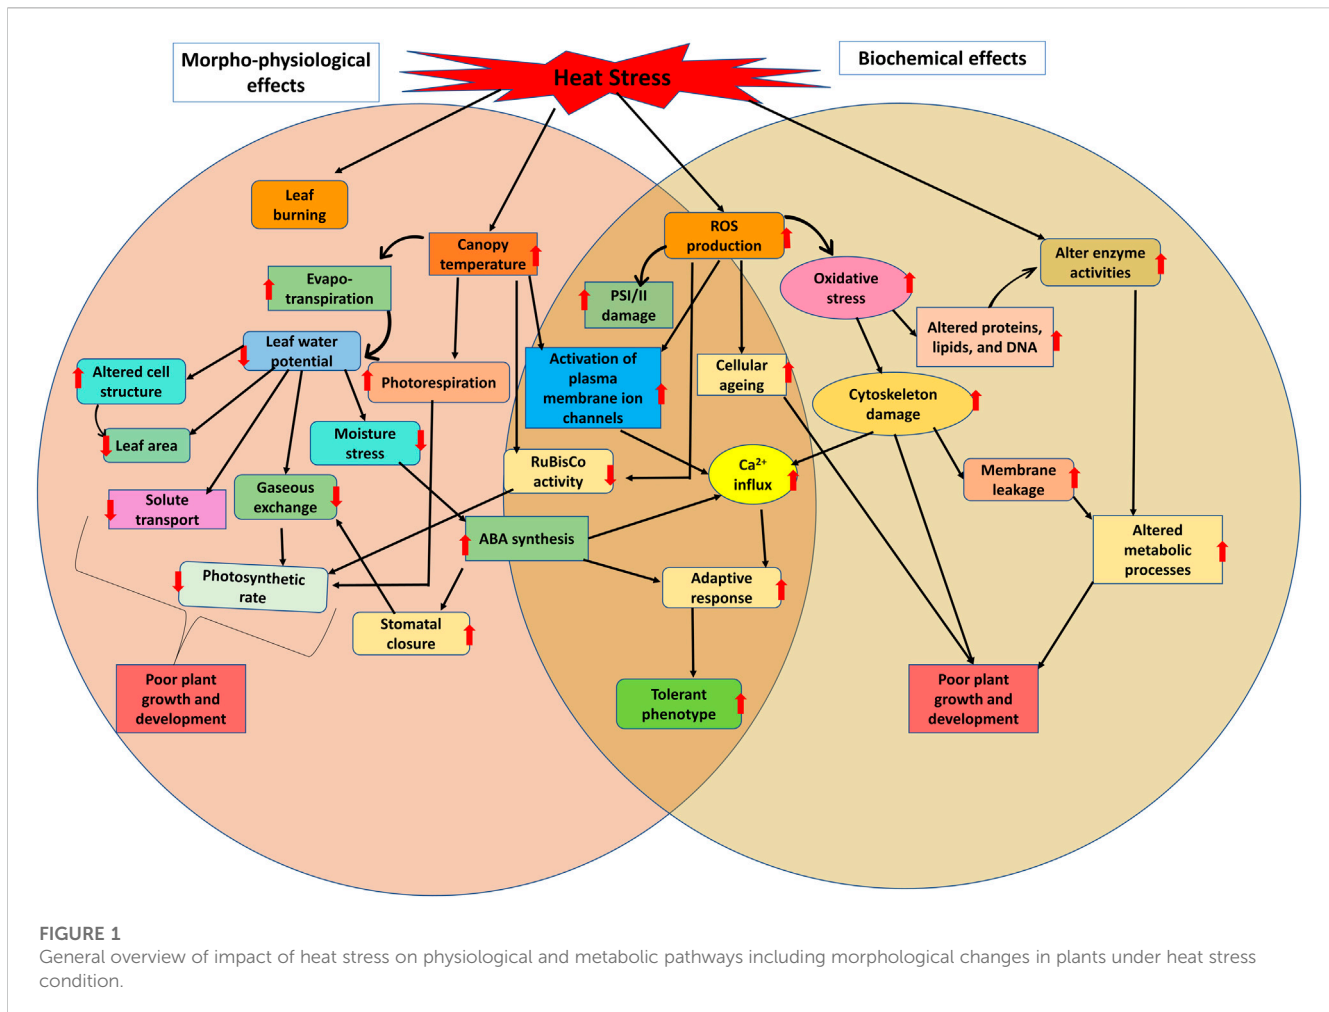 Morpho-physiological
effects
Heat Stress
Biochemical effects
Leaf
burning
Canopy
temperature
ROS
production
Alter enzyme
activities
Evapo-
transpiration
PSI/II
damage
Oxidative
stress
Altered proteins,
lipids, and DNA
Leaf water
potential
Altered cell
structure
Photorespiration
Activation of
plasma
membrane ion
channels
Cellular
ageing
Cytoskeleton
damage
Leaf area
Moisture
stress
RuBisCo
activity
Ca²⁺
influx
Membrane
leakage
Solute
transport
Gaseous
exchange
ABA synthesis
Altered
metabolic
processes
Photosynthetic
rate
Adaptive
response
Stomatal
closure
Poor plant
growth and
development
Tolerant
phenotype
Poor plant
growth and
development
FIGURE 1
General overview of impact of heat stress on physiological and metabolic pathways including morphological changes in plants under heat stress
condition.